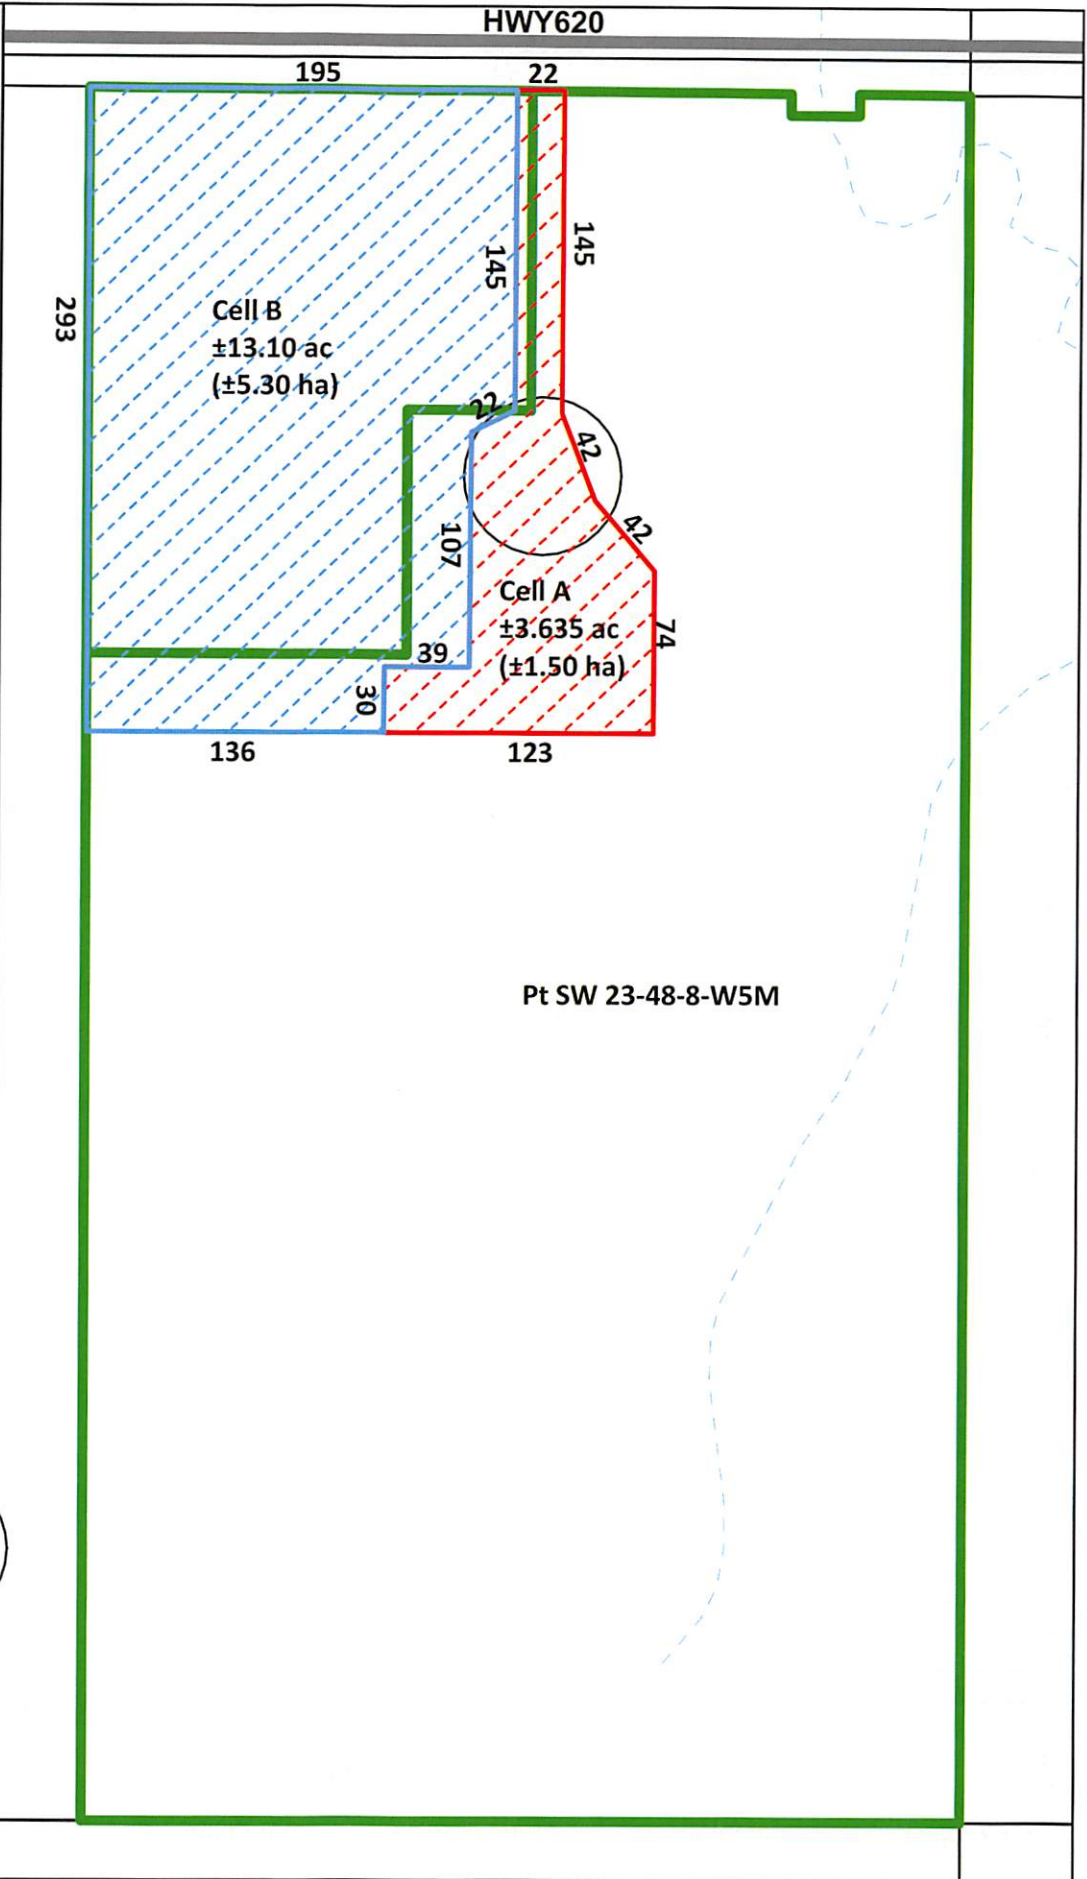 HWY620
195
22
145
145
293
Cell B
±13.10 ac
(±5.30 ha)
22
42
42
107
Cell A
±3.635 ac
(±1.50 ha)
74
39
30
136
123
Pt SW 23-48-8-W5M